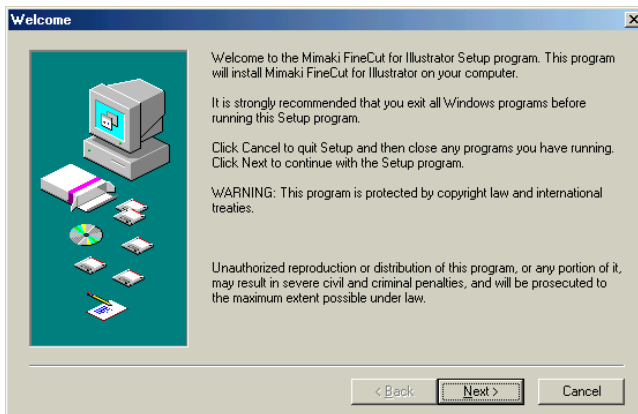 Welcome
Welcome to the Mimaki FineCut for Illustrator Setup program. This program
will install Mimaki FineCut for Illustrator on your computer.
It is strongly recommended that you exit all Windows programs before
running this Setup program.
Click Cancel to quit Setup and then close any programs you have running.
Click Next to continue with the Setup program.
WARNING: This program is protected by copyright law and international
treaties.
Unauthorized reproduction or distribution of this program, or any portion of it,
may result in severe civil and criminal penalties, and will be prosecuted to
the maximum extent possible under law.
< Back Next > Cancel